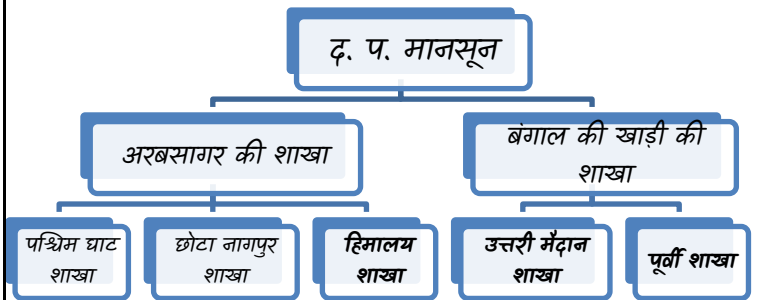 द. प. मानसून
अरबसागर की शाखा
बंगाल की खाड़ी की
शाखा
पश्चिम घाट
शाखा
छोटा नागपुर
शाखा
हिमालय
शाखा
उत्तरी मैदान
शाखा
पूर्वी शाखा